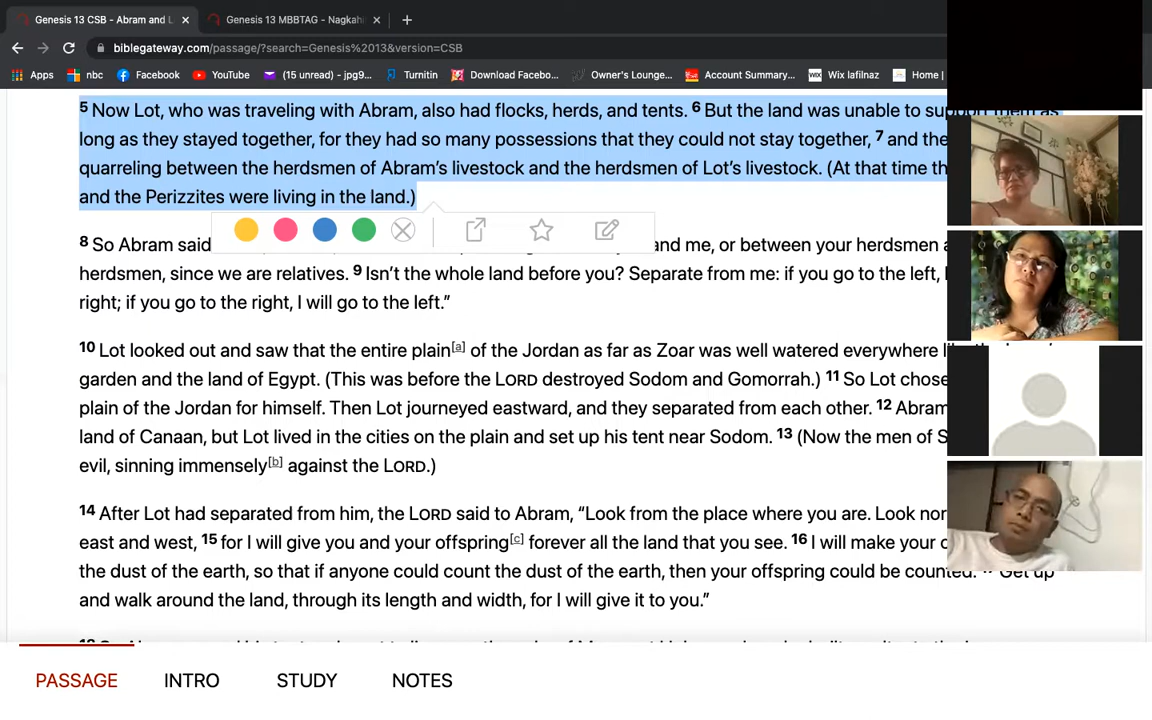 Genesis 13 CSB - Abram and L
Genesis 13 MBBTAG - Nagkaha
biblegateway.com/passage/?search=Genesis%2013&version=CSB
Apps nbc Facebook YouTube (15 unread) - jpg9... Turnitin Download Facebo... Owner's Lounge... Account Summary... WIX Wix lafilnaz Home |
5 Now Lot, who was traveling with Abram, also had flocks, herds, and tents. 6 But the land was unable to support them as
long as they stayed together, for they had so many possessions that they could not stay together, 7 and the
quarreling between the herdsmen of Abram's livestock and the herdsmen of Lot's livestock. (At that time th
and the Perizzites were living in the land.)
8 So Abram said and me, or between your herdsmen a
herdsmen, since we are relatives. 9 Isn't the whole land before you? Separate from me: if you go to the left, I
right; if you go to the right, I will go to the left."
10 Lot looked out and saw that the entire plain[a] of the Jordan as far as Zoar was well watered everywhere
garden and the land of Egypt. (This was before the LORD destroyed Sodom and Gomorrah.) 11 So Lot chose
plain of the Jordan for himself. Then Lot journeyed eastward, and they separated from each other. 12 Abram
land of Canaan, but Lot lived in the cities on the plain and set up his tent near Sodom. 13 (Now the men of S
evil, sinning immensely[b] against the LORD.)
14 After Lot had separated from him, the LORD said to Abram, "Look from the place where you are. Look nor
east and west, 15 for I will give you and your offspring[c] forever all the land that you see. 16 I will make your o
the dust of the earth, so that if anyone could count the dust of the earth, then your offspring could be counted. Get up
and walk around the land, through its length and width, for I will give it to you."
PASSAGE INTRO STUDY NOTES